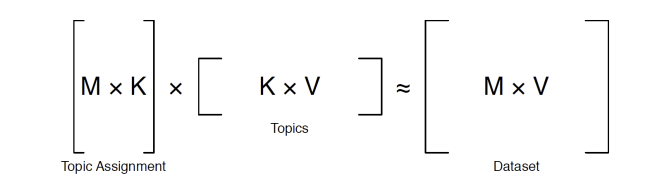 M × K × K × V ≈ M × V
Topics
Topic Assignment Dataset